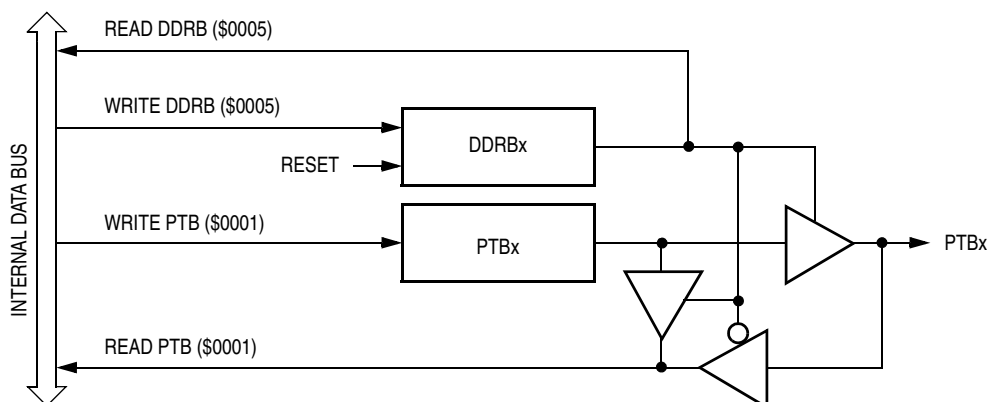 READ DDRB ($0005)
WRITE DDRB ($0005)
DDRBx
RESET
WRITE PTB ($0001)
PTBx
PTBx
READ PTB ($0001)
INTERNAL DATA BUS